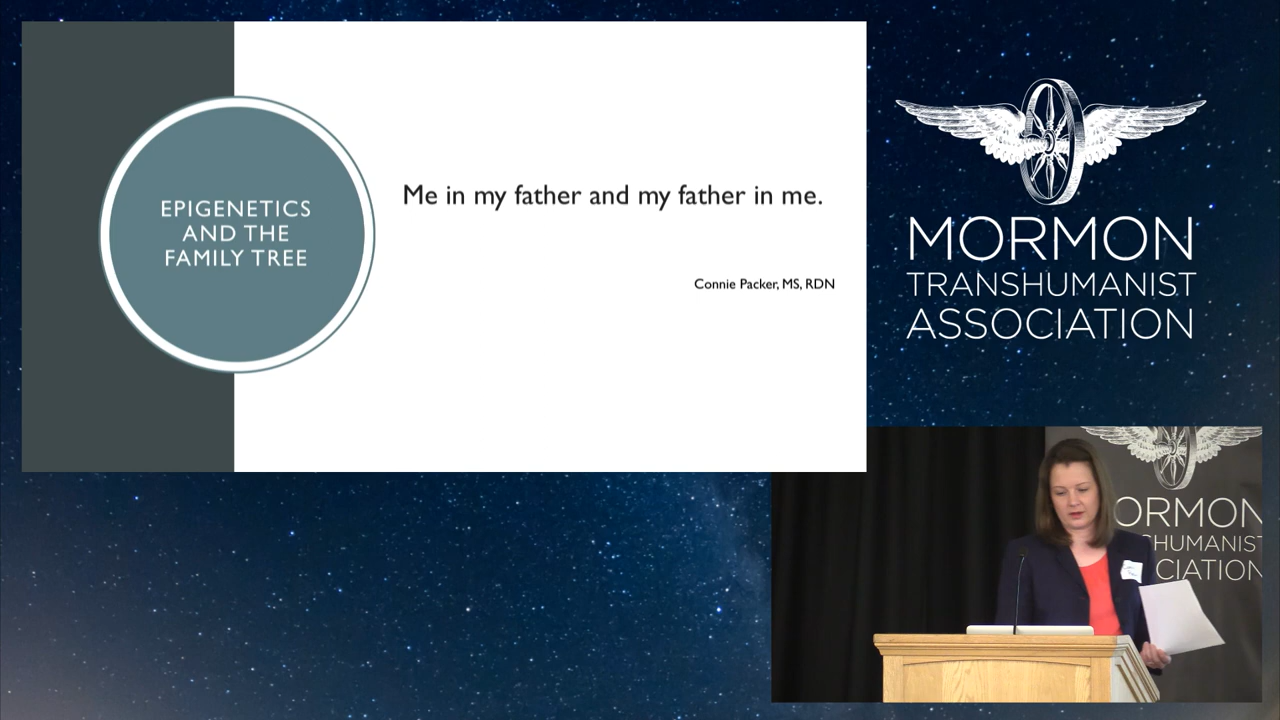 EPIGENETICS
AND THE
FAMILY TREE
Me in my father and my father in me.
Connie Packer, MS, RDN
MORMON
TRANSHUMANIST
ASSOCIATION
ORMON
SHUMANIST
CIATION